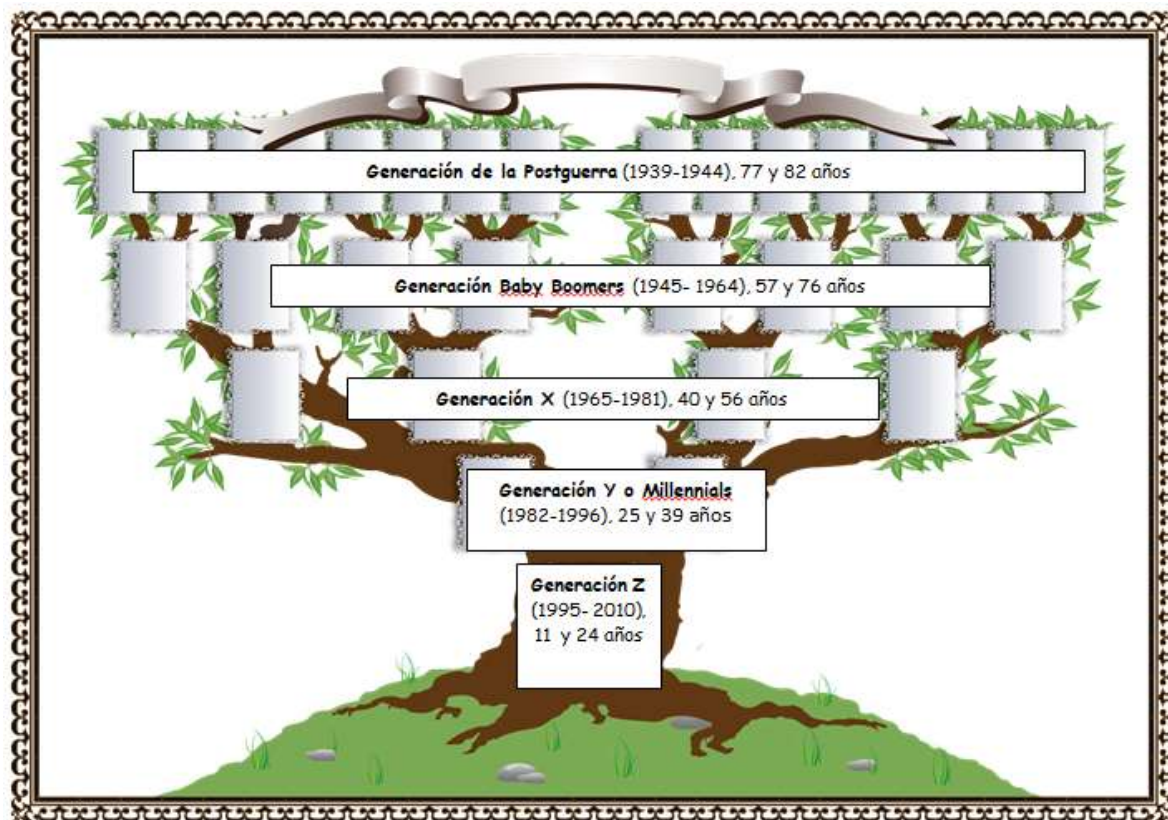 Generación de la Postguerra (1939-1944), 77 y 82 años
Generación Baby Boomers (1945- 1964), 57 y 76 años
Generación X (1965-1981), 40 y 56 años
Generación Y o Millennials
(1982-1996), 25 y 39 años
Generación Z
(1995- 2010),
11 y 24 años